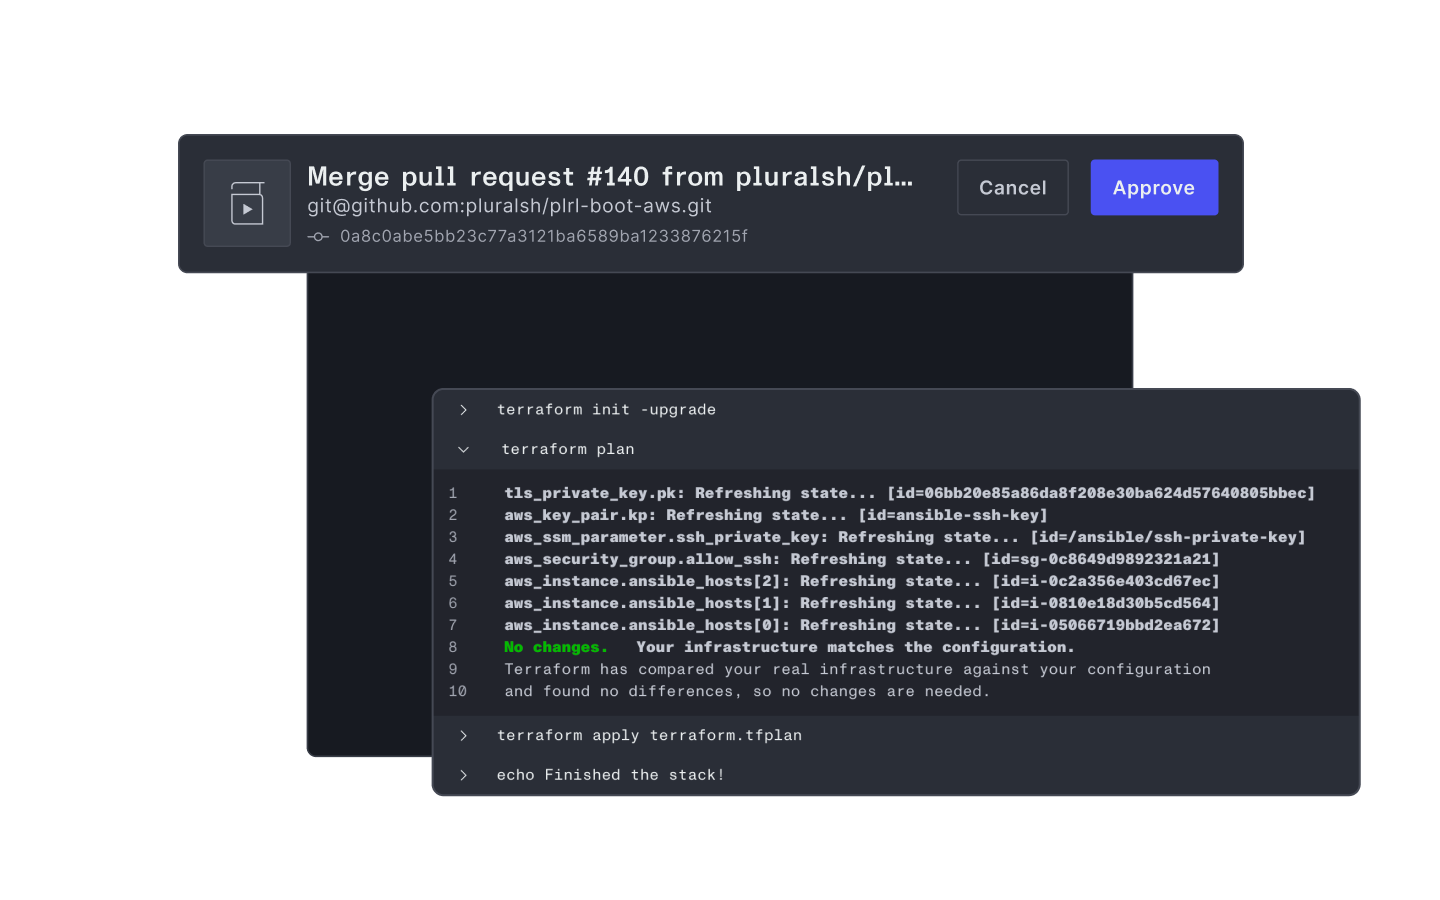 Merge pull request #140 from pluralsh/pl...
git@github.com:pluralsh/plrl-boot-aws.git
0a8c0abe5bb23c77a3121ba6589ba1233876215f
Cancel
Approve
terraform init -upgrade
terraform plan
1 tls_private_key.pk: Refreshing state... [id=06bb20e85a86da8f208e30ba624d57640805bbec]
2 aws_key_pair.kp: Refreshing state... [id=ansible-ssh-key]
3 aws_ssm_parameter.ssh_private_key: Refreshing state... [id=/ansible/ssh-private-key]
4 aws_security_group.allow_ssh: Refreshing state... [id=sg-0c8649d9892321a21]
5 aws_instance.ansible_hosts[2]: Refreshing state... [id=i-0c2a356e403cd67ec]
6 aws_instance.ansible_hosts[1]: Refreshing state... [id=i-0810e18d30b5cd564]
7 aws_instance.ansible_hosts[0]: Refreshing state... [id=i-05066719bbd2ea672]
8 No changes. Your infrastructure matches the configuration.
9 Terraform has compared your real infrastructure against your configuration
10 and found no differences, so no changes are needed.
terraform apply terraform.tfplan
echo Finished the stack!